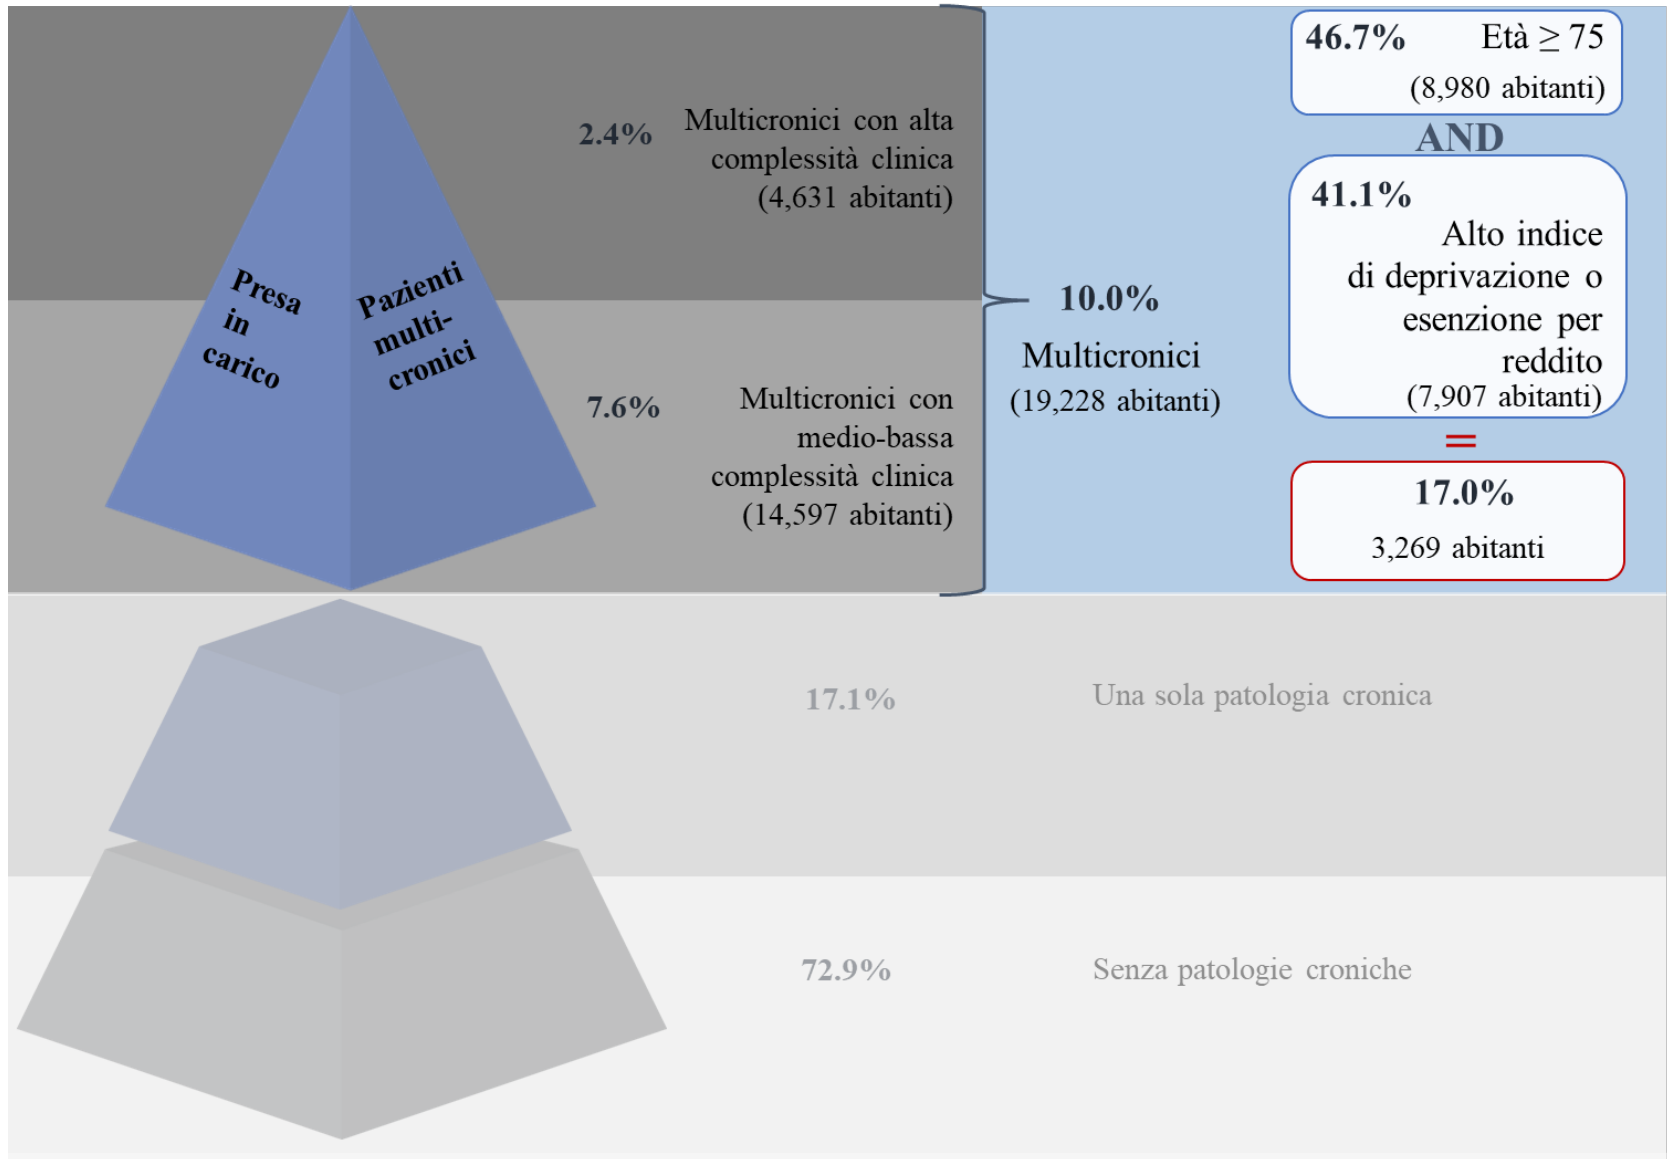 Presa
in
carico
Pazienti
multi-
cronici
2.4%
Multicronici con alta
complessità clinica
(4,631 abitanti)
7.6%
Multicronici con
medio-bassa
complessità clinica
(14,597 abitanti)
10.0%
Multicronici
(19,228 abitanti)
46.7% Età ≥ 75
(8,980 abitanti)
AND
41.1%
Alto indice
di deprivazione o
esenzione per
reddito
(7,907 abitanti)
=
17.0%
3,269 abitanti
17.1% Una sola patologia cronica
72.9% Senza patologie croniche